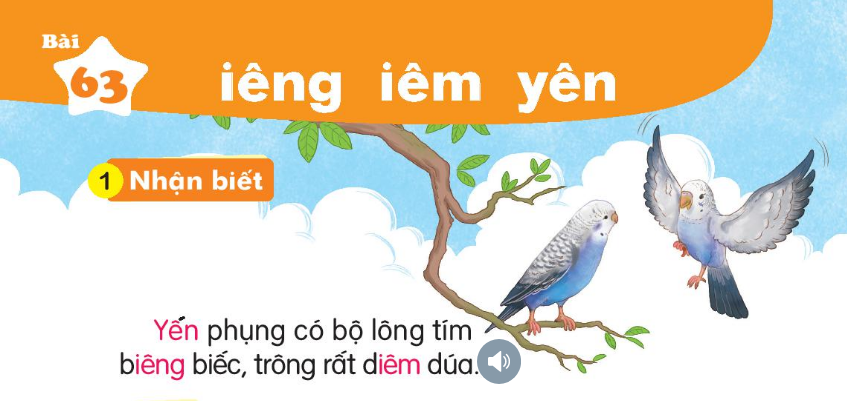 Bài
63
iêng iêm yên
1 Nhận biết
Yến phụng có bộ lông tím
biêng biếc, trông rất diêm dúa.